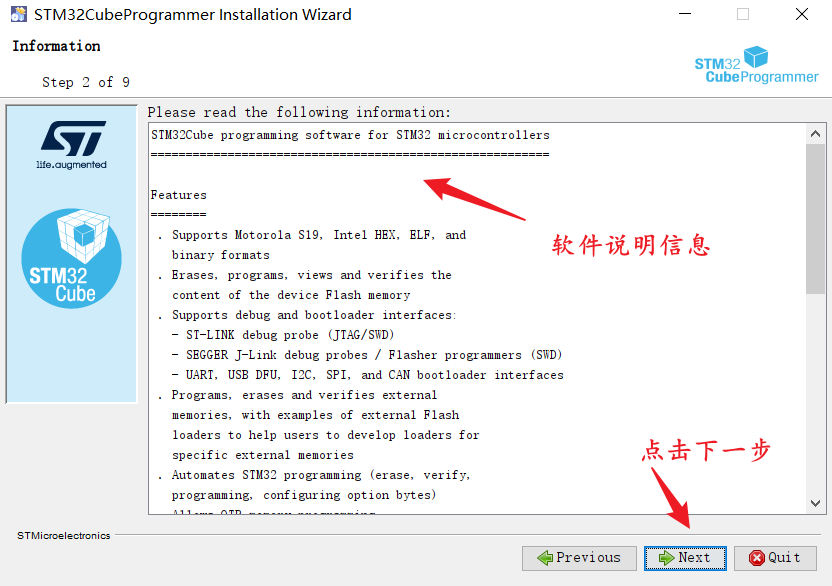 STM32CubeProgrammer Installation Wizard
Information
Step 2 of 9
STM32
CubeProgrammer
ST
life.augmented
STM32
Cube
Please read the following information:
STM32Cube programming software for STM32 microcontrollers
=========================================================
Features
========
. Supports Motorola S19, Intel HEX, ELF, and
binary formats
. Erases, programs, views and verifies the
content of the device Flash memory
. Supports debug and bootloader interfaces:
- ST-LINK debug probe (JTAG/SWD)
- SEGGER J-Link debug probes / Flasher programmers (SWD)
- UART, USB DFU, I2C, SPI, and CAN bootloader interfaces
. Programs, erases and verifies external
memories, with examples of external Flash
loaders to help users to develop loaders for
specific external memories
. Automates STM32 programming (erase, verify,
programming, configuring option bytes)
. Allows OTP memory programming
软件说明信息
点击下一步
STMicroelectronics
Previous
Next
Quit